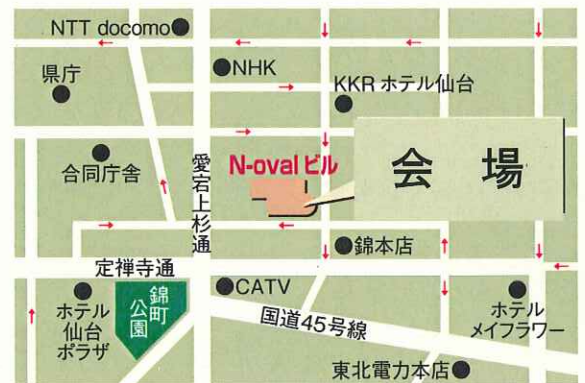 NTT docomo
NHK
県庁
KKR ホテル仙台
合同庁舎
愛宕上杉通
N-oval ビル
会場
錦本店
定禅寺通
CATV
ホテル
仙台
ポラザ
錦町
公園
国道45号線
ホテル
メイフラワー
東北電力本店